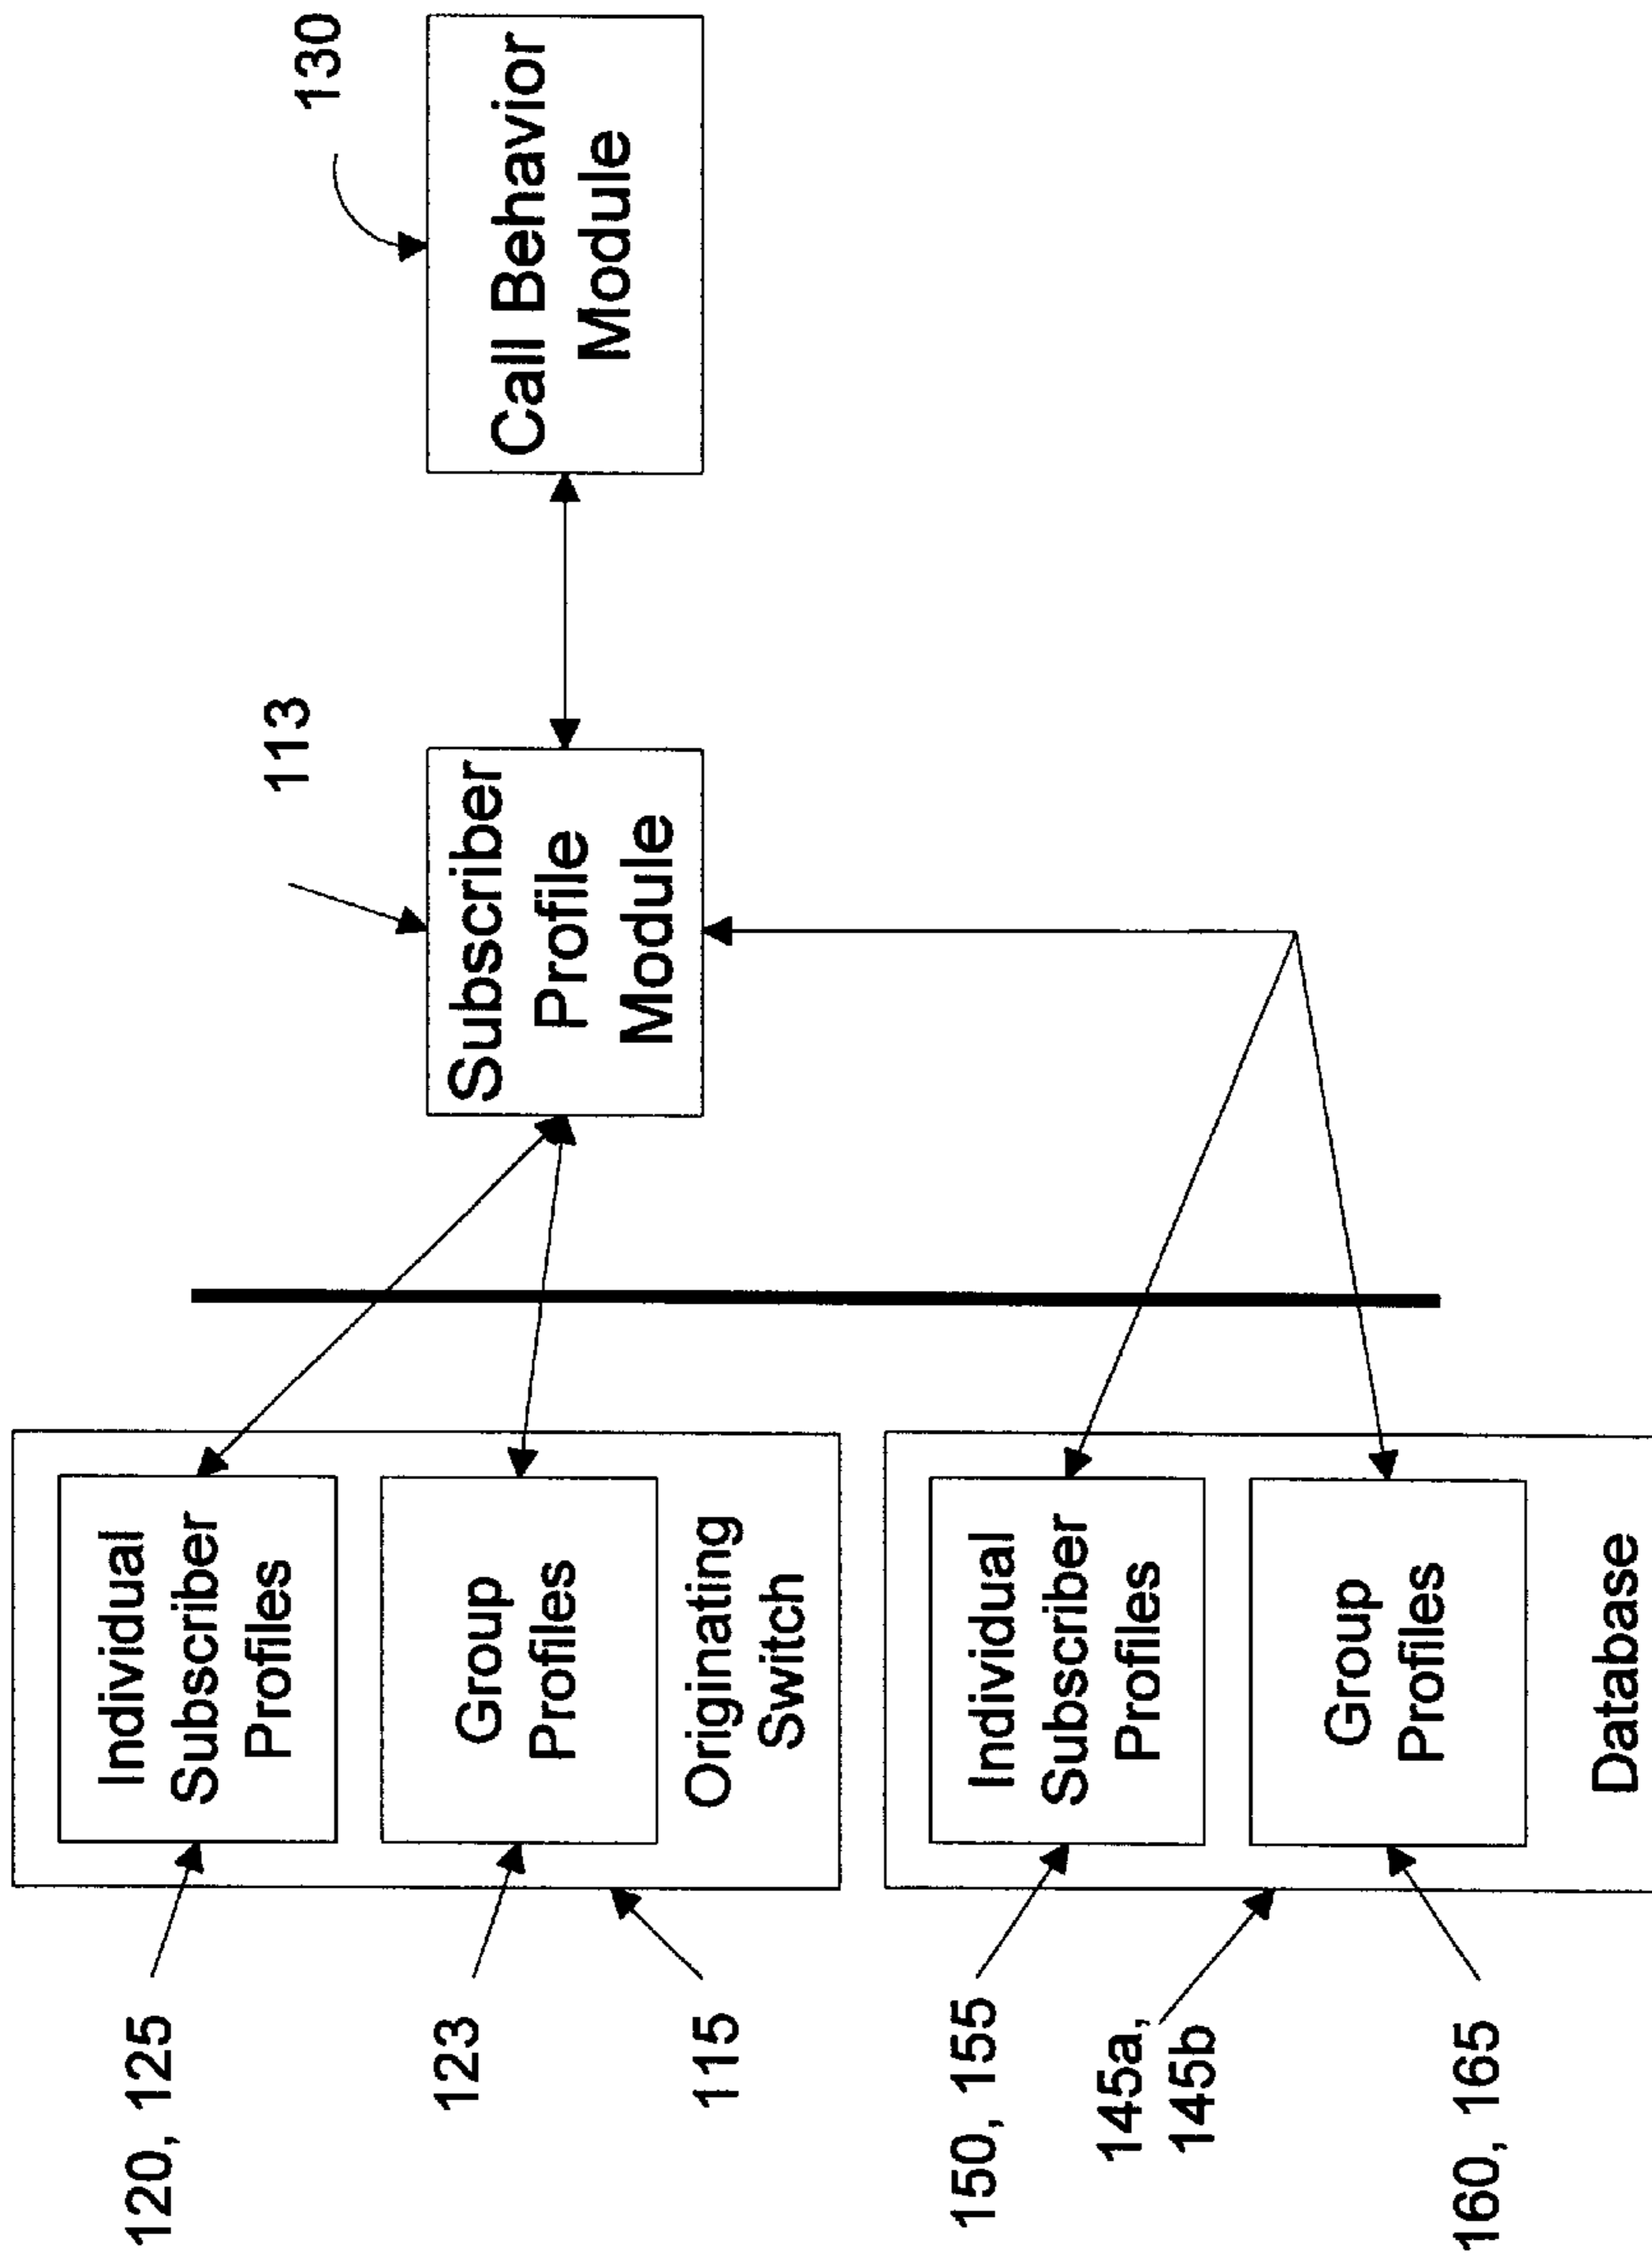 120, 125
Individual
Subscriber
Profiles
123
Group
Profiles
115
Originating
Switch
113
Subscriber
Profile
Module
130
Call Behavior
Module
150, 155
Individual
Subscriber
Profiles
145a,
145b
160, 165
Group
Profiles
Database